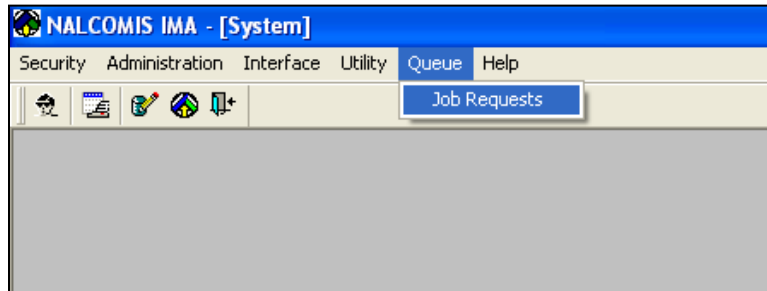 NALCOMIS IMA - [System]
Security Administration Interface Utility Queue Help
Job Requests